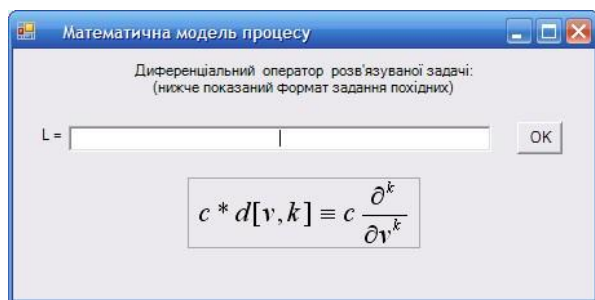 Математична модель процесу
Диференціальний оператор розв'язуваної задачі:
(нижче показаний формат задання похідних)
L = OK
c * d[v, k] ≡ c ∂^k / ∂v^k